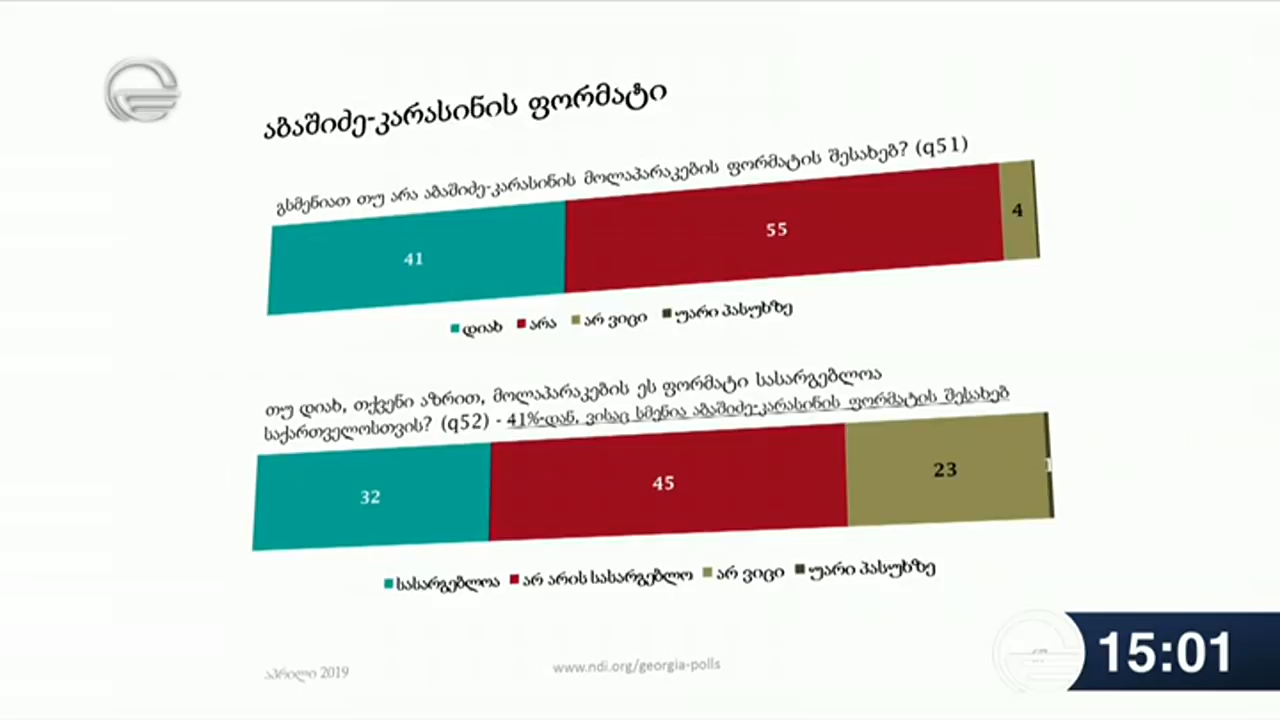 აბაშიძე-კარასინის ფორმატი
გსმენიათ თუ არა აბაშიძე-კარასინის მოლაპარაკების ფორმატის შესახებ? (q51)
41 55 4
დიახ არა არ ვიცი უარი პასუხზე
თუ დიახ, თქვენი აზრით, მოლაპარაკების ეს ფორმატი სასარგებლოა
საქართველოსთვის? (q52) - 41%-დან, ვისაც სმენია აბაშიძე-კარასინის ფორმატის შესახებ
32 45 23 1
სასარგებლოა არ არის სასარგებლო არ ვიცი უარი პასუხზე
აპრილი 2019 www.ndi.org/georgia-polls
15:01